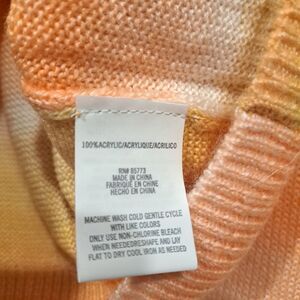 100%ACRYLIC/ACRYLIQUE/ACRILICO
RN# 85773
MADE IN CHINA
FABRIQUÉ EN CHINE
HECHO EN CHINA
MACHINE WASH COLD GENTLE CYCLE
WITH LIKE COLORS
ONLY USE NON-CHLORINE BLEACH
WHEN NEEDEDRESHAPE AND LAY
FLAT TO DRY COOL IRON AS NEEDED